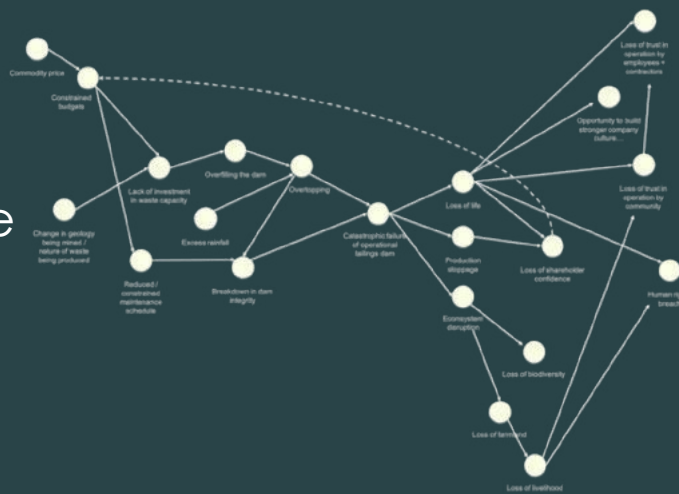 e
Commodity price
Constrained
budgets
Change in geology
being mined /
nature of waste
being produced
Lack of investment
in waste capacity
Reduced /
constrained
maintenance
schedule
Overfilling the dam
Excess rainfall
Breakdown in dam
integrity
Overtopping
Catastrophic failure
of operational
tailings dam
Loss of life
Production
stoppage
Ecosystem
disruption
Loss of shareholder
confidence
Loss of biodiversity
Loss of farmland
Loss of livelihood
Loss of trust in
operation by
employees +
contractors
Opportunity to build
stronger company
culture...
Loss of trust in
operation by
community
Human ri
breach